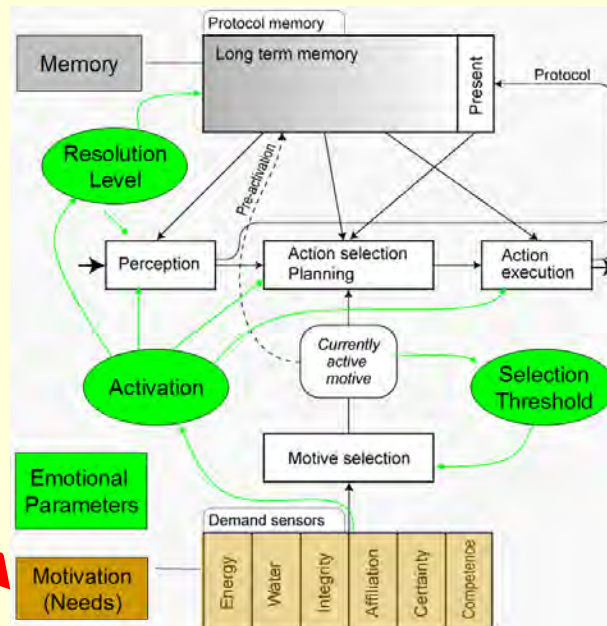 Protocol memory
Long term memory
Memory
Present
Protocol
Resolution
Level
Pre-activation
Perception
Action selection
Planning
Action
execution
Currently
active
motive
Activation
Selection
Threshold
Motive selection
Emotional
Parameters
Demand sensors
Motivation
(Needs)
Energy
Water
Integrity
Affiliation
Certainty
Competence